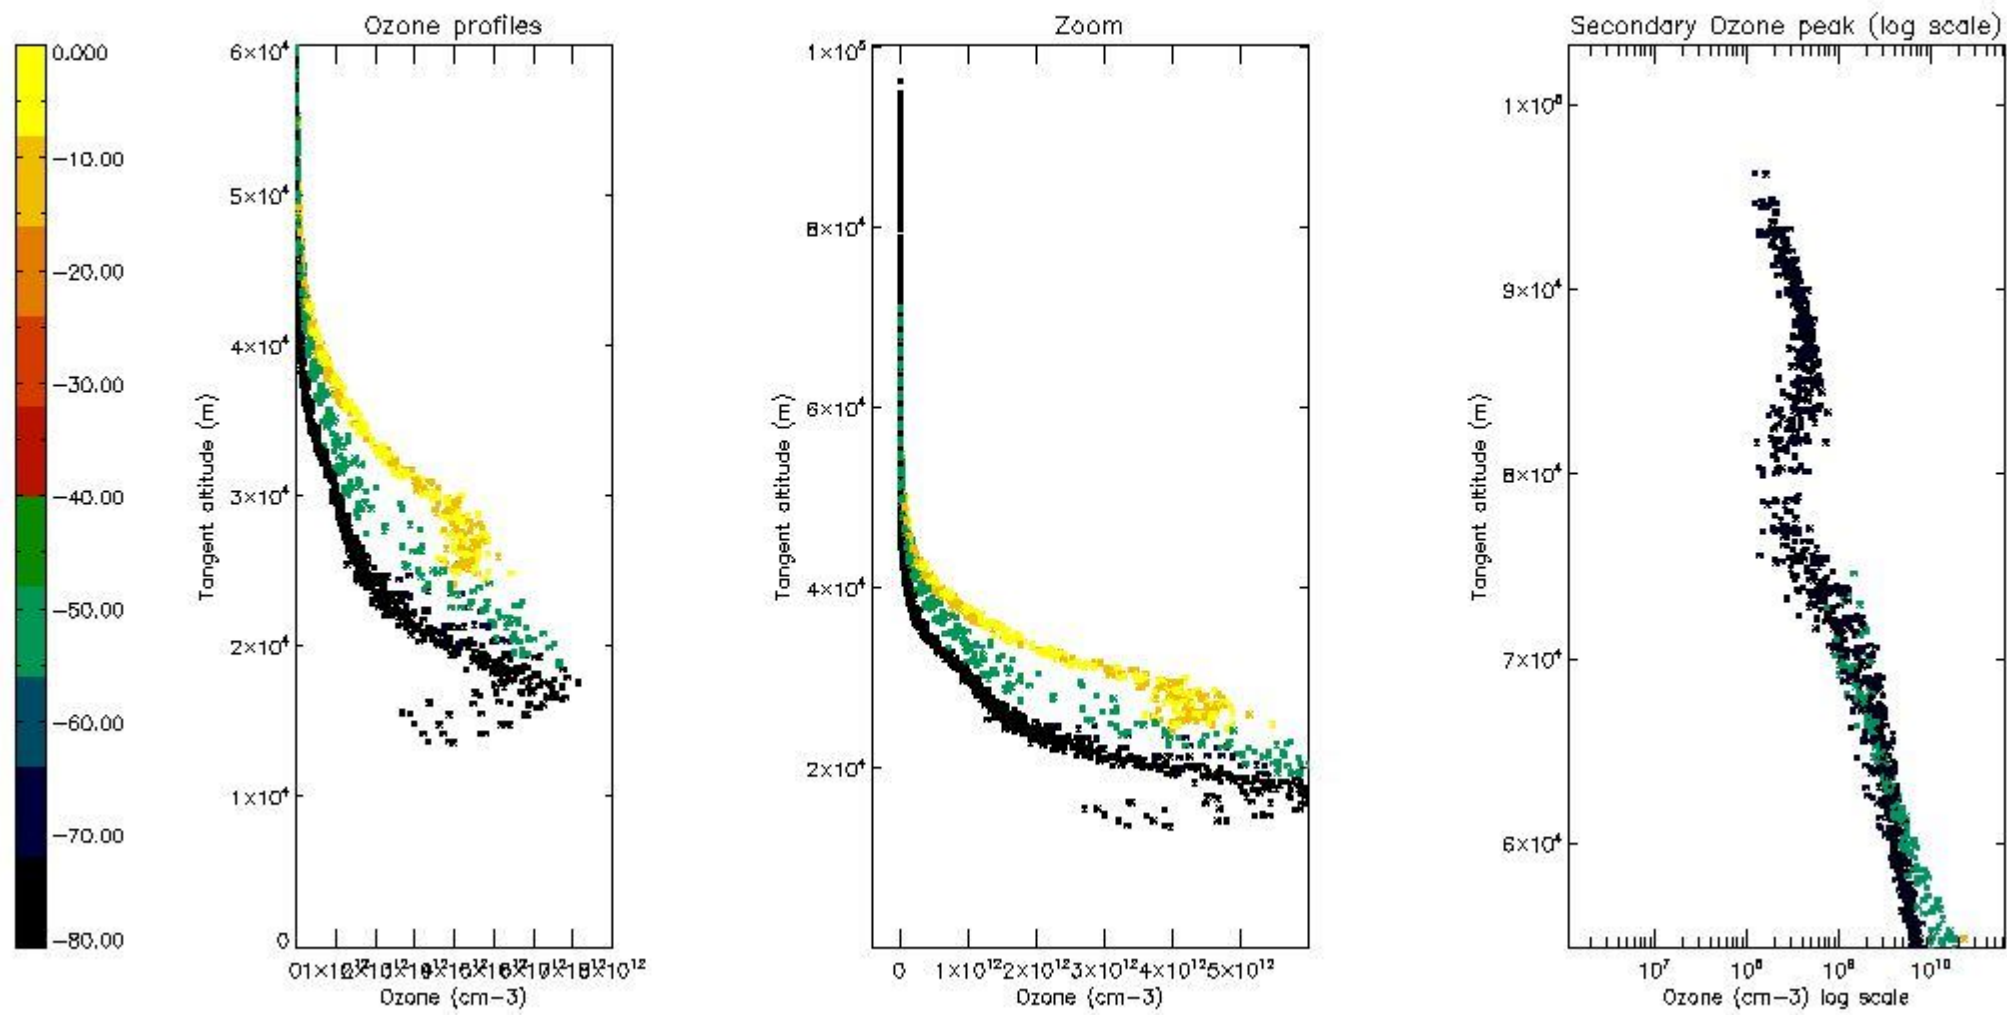 Ozone profiles
Zoom
Secondary Ozone peak (log scale)
0.000
-10.00
-20.00
-30.00
-40.00
-50.00
-60.00
-70.00
-80.00
6×10⁴
5×10⁴
4×10⁴
3×10⁴
2×10⁴
1×10⁴
0
Tangent altitude (m)
Ozone (cm-3)
1×10⁵
8×10⁴
6×10⁴
4×10⁴
2×10⁴
Tangent altitude (m)
0 1×10¹² 2×10¹² 3×10¹² 4×10¹² 5×10¹²
Ozone (cm-3)
9×10⁴
8×10⁴
7×10⁴
6×10⁴
Tangent altitude (m)
10⁷ 10⁸ 10⁹ 10¹⁰
Ozone (cm-3) log scale